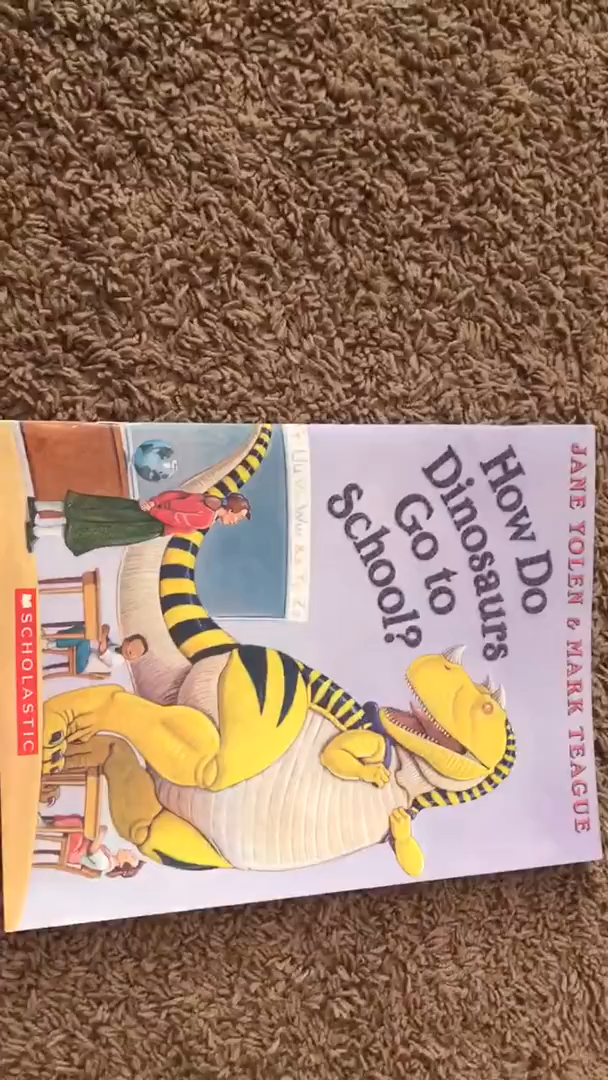 JANE YOLEN & MARK TEAGUE
How Do
Dinosaurs
Go to
School?
SCHOLASTIC